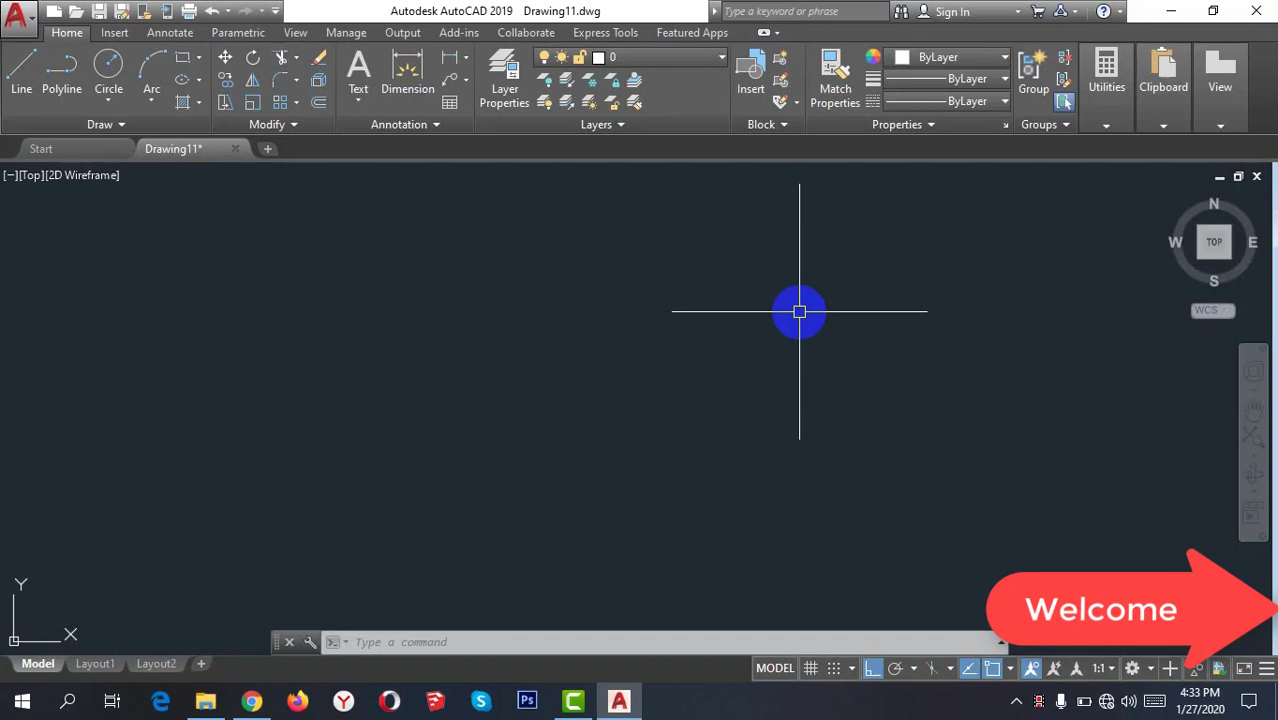 Autodesk AutoCAD 2019 Drawing11.dwg
Type a keyword or phrase
Sign In
Home Insert Annotate Parametric View Manage Output Add-ins Collaborate Express Tools Featured Apps
Line Polyline Circle Arc
Text Dimension
Layer Properties
0
Insert
Match Properties
ByLayer
ByLayer
ByLayer
Group
Utilities
Clipboard
View
Draw Modify Annotation Layers Block Properties Groups
Start Drawing11*
[−][Top][2D Wireframe]
N
W TOP E
S
WCS
Y
X
Welcome
Type a command
Model Layout1 Layout2
MODEL 1:1
4:33 PM
1/27/2020